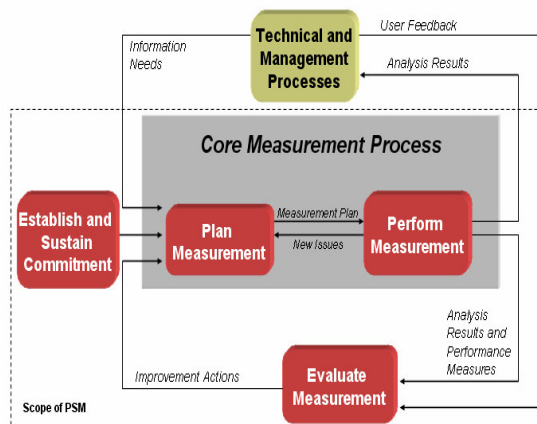 Technical and
Management
Processes
User Feedback
Information
Needs
Analysis Results
Core Measurement Process
Establish and
Sustain
Commitment
Plan
Measurement
Measurement Plan
New Issues
Perform
Measurement
Analysis
Results and
Performance
Measures
Improvement Actions
Evaluate
Measurement
Scope of PSM